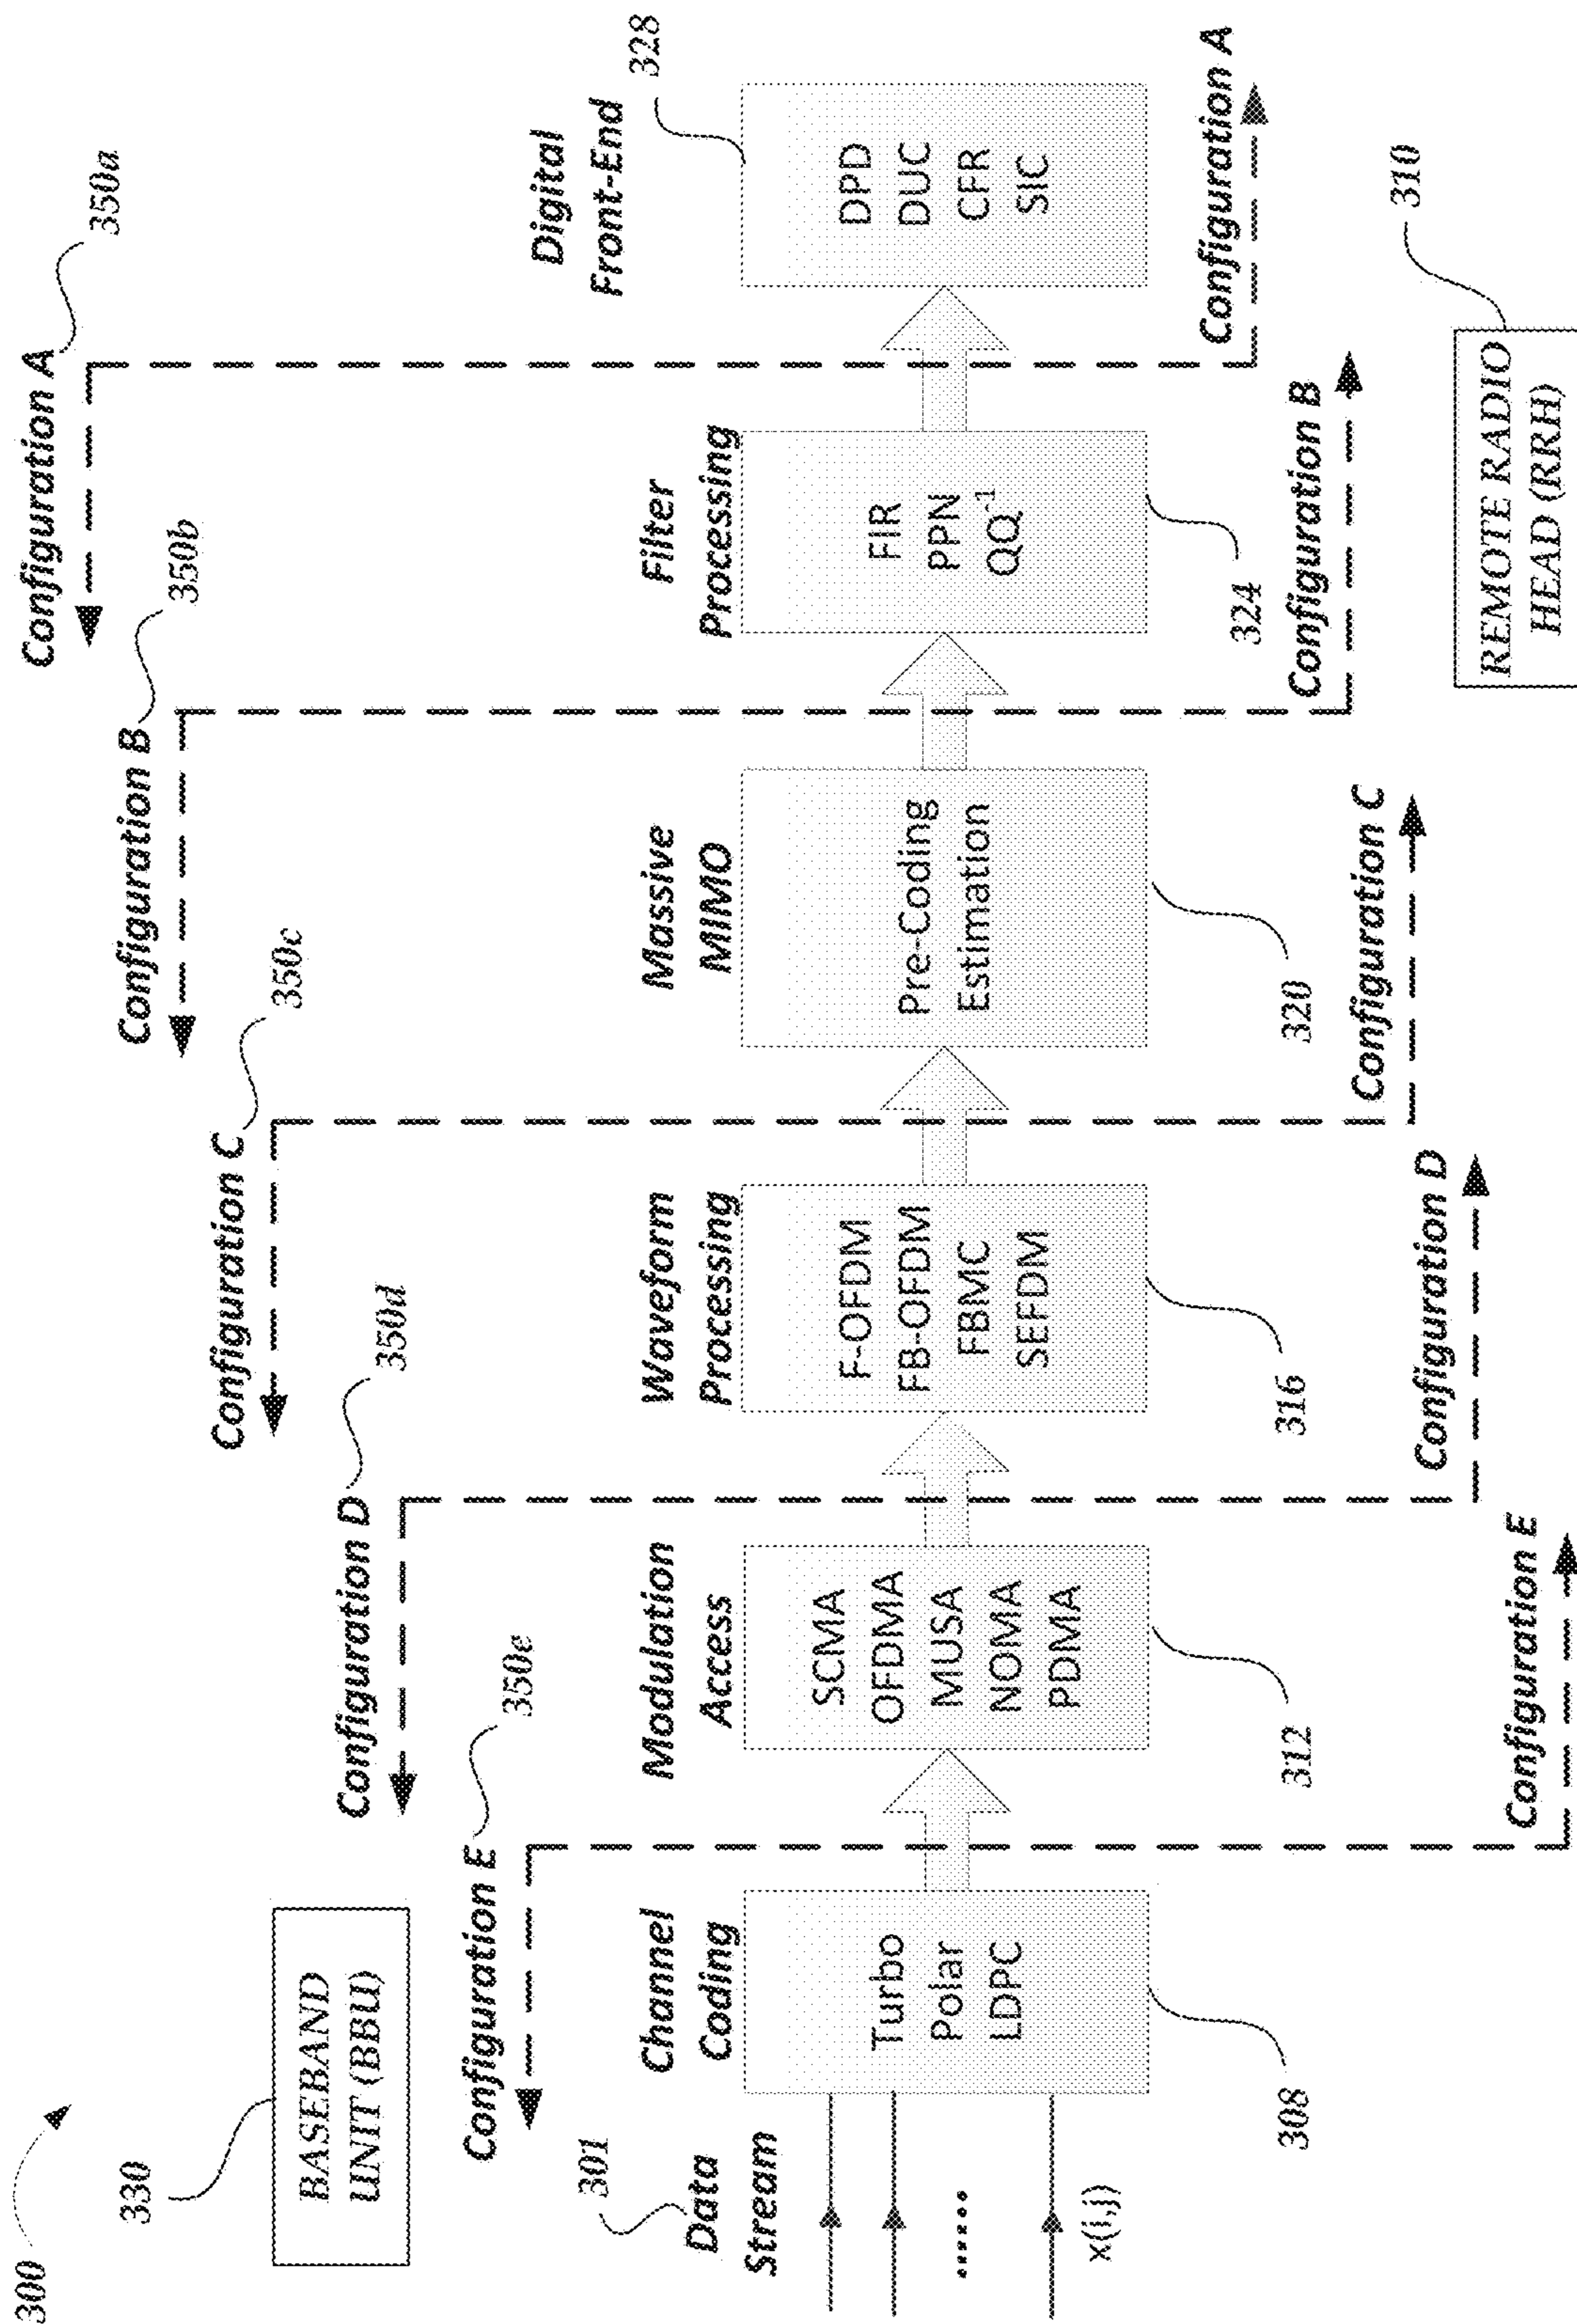 300
330
BASEBAND
UNIT (BBU)
Configuration A
350a
Configuration B
350b
Configuration C
350c
Configuration D
350d
Configuration E
350e
301
Data
Stream
x(i,j)
Channel
Coding
Turbo
Polar
LDPC
308
Modulation
Access
SCMA
OFDMA
MUSA
NOMA
PDMA
312
Waveform
Processing
F-OFDM
FB-OFDM
FBMC
SEFDM
316
Massive
MIMO
Pre-Coding
Estimation
320
Filter
Processing
FIR
PPN
QQ⁻¹
324
Digital
Front-End
328
DPD
DUC
CFR
SIC
Configuration A
Configuration B
Configuration C
Configuration D
Configuration E
310
REMOTE RADIO
HEAD (RRH)